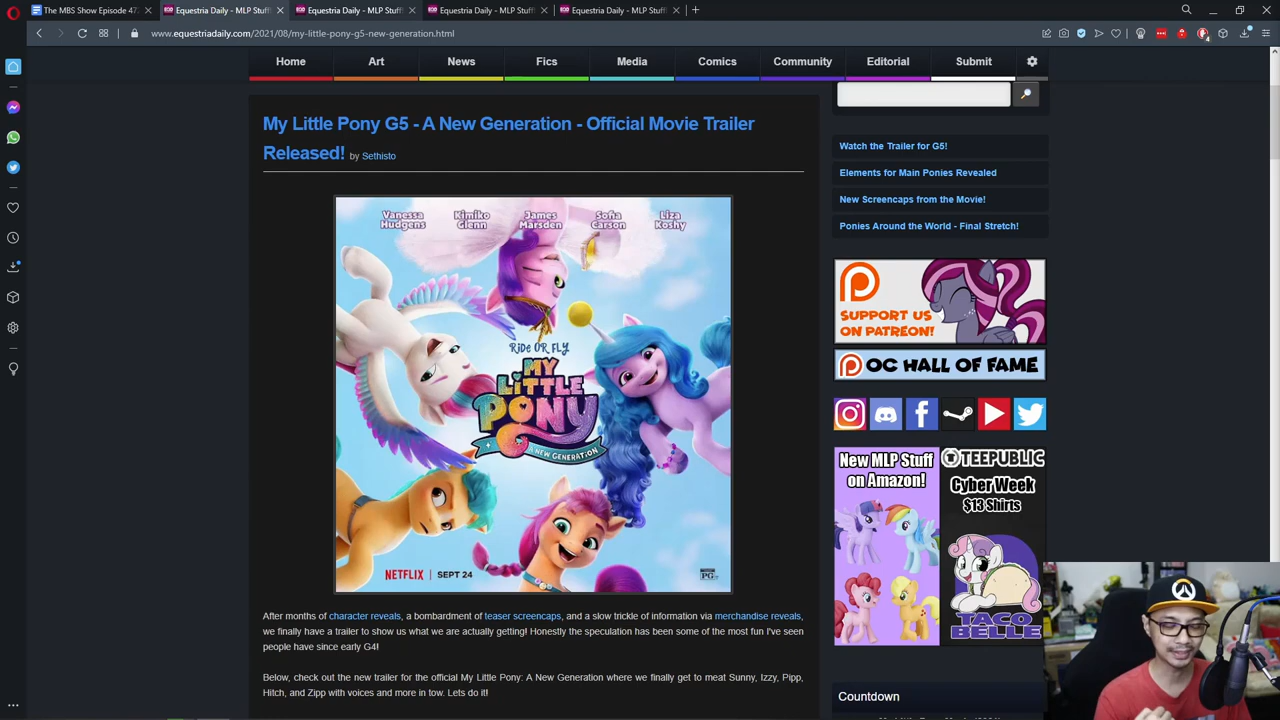 The MBS Show Episode 47
Equestria Daily - MLP Stuff
Equestria Daily - MLP Stuff!
Equestria Daily - MLP Stuff!
Equestria Daily - MLP Stuff!
www.equestriadaily.com/2021/08/my-little-pony-g5-new-generation.html
Home
Art
News
Fics
Media
Comics
Community
Editorial
Submit
My Little Pony G5 - A New Generation - Official Movie Trailer
Released! by Sethisto
Vanessa Hudgens
Kimiko Glenn
James Marsden
Sofia Carson
Liza Koshy
RIDE OR FLY
MY
LITTLE
PONY
A NEW GENERATION
NETFLIX | SEPT 24
PG
After months of character reveals, a bombardment of teaser screencaps, and a slow trickle of information via merchandise reveals,
we finally have a trailer to show us what we are actually getting! Honestly the speculation has been some of the most fun I've seen
people have since early G4!
Below, check out the new trailer for the official My Little Pony: A New Generation where we finally get to meat Sunny, Izzy, Pipp,
Hitch, and Zipp with voices and more in tow. Lets do it!
Watch the Trailer for G5!
Elements for Main Ponies Revealed
New Screencaps from the Movie!
Ponies Around the World - Final Stretch!
SUPPORT US
ON PATREON!
OC HALL OF FAME
New MLP Stuff
on Amazon!
TEEPUBLIC
Cyber Week
$13 Shirts
TACO
BELLE
Countdown